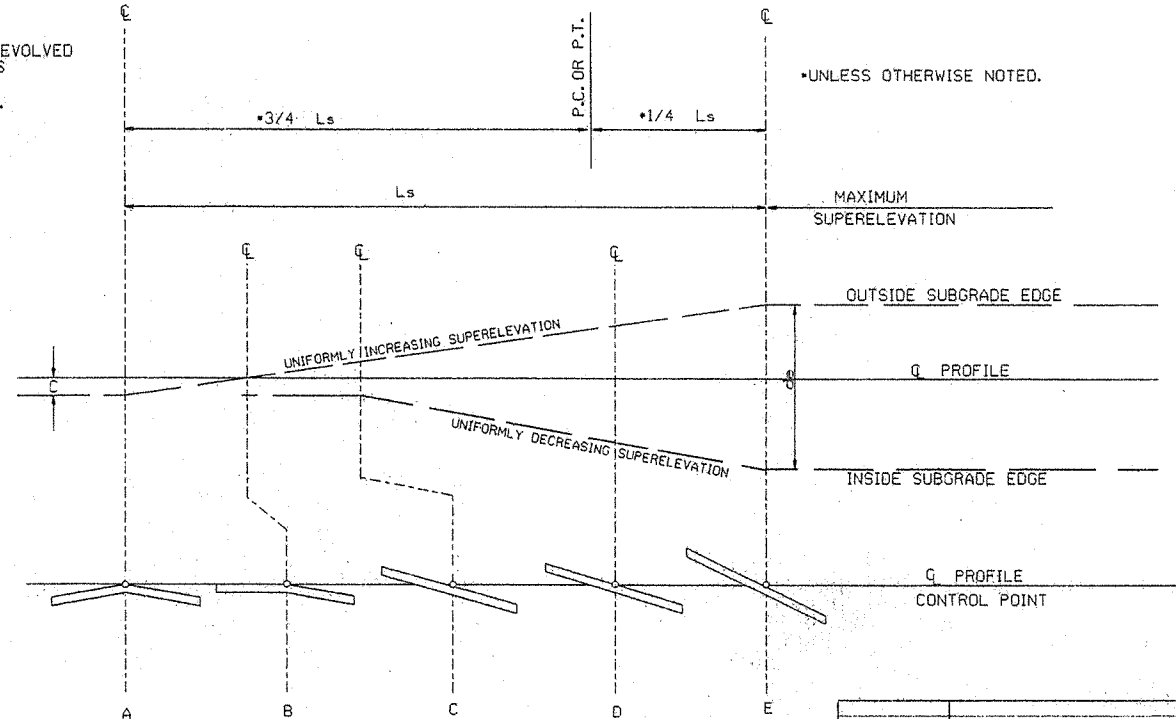 ℄
℄
EVOLVED
S
.
P.C. OR P.T.
*UNLESS OTHERWISE NOTED.
*3/4 Ls
*1/4 Ls
Ls
MAXIMUM
SUPERELEVATION
℄
℄
℄
OUTSIDE SUBGRADE EDGE
UNIFORMLY INCREASING SUPERELEVATION
C
℄ PROFILE
UNIFORMLY DECREASING SUPERELEVATION
INSIDE SUBGRADE EDGE
℄ PROFILE
CONTROL POINT
A
B
C
D
E